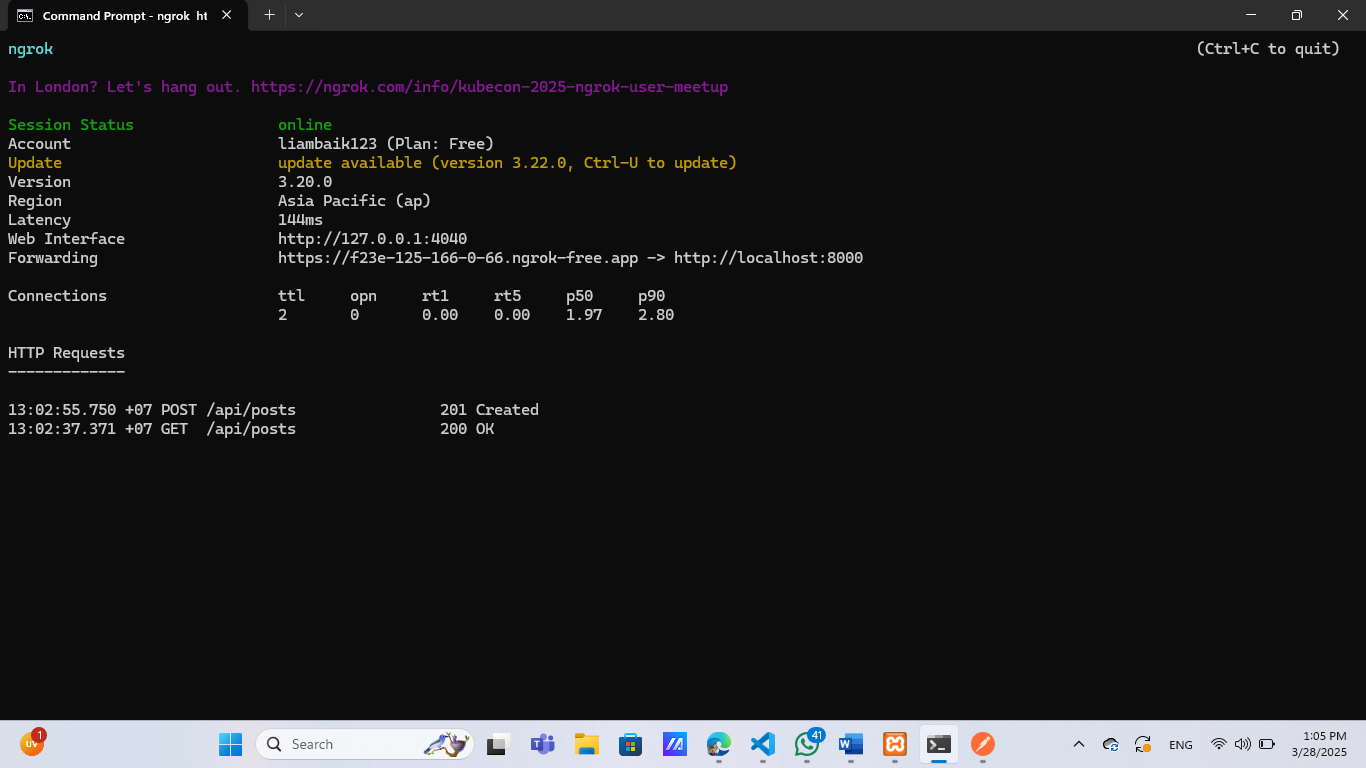 Command Prompt - ngrok ht
ngrok (Ctrl+C to quit)
In London? Let's hang out. https://ngrok.com/info/kubecon-2025-ngrok-user-meetup
Session Status online
Account liambaik123 (Plan: Free)
Update update available (version 3.22.0, Ctrl-U to update)
Version 3.20.0
Region Asia Pacific (ap)
Latency 144ms
Web Interface http://127.0.0.1:4040
Forwarding https://f23e-125-166-0-66.ngrok-free.app -> http://localhost:8000
Connections ttl opn rt1 rt5 p50 p90
2 0 0.00 0.00 1.97 2.80
HTTP Requests
-------------
13:02:55.750 +07 POST /api/posts 201 Created
13:02:37.371 +07 GET /api/posts 200 OK
UV 1 Search 41 ENG 1:05 PM
3/28/2025